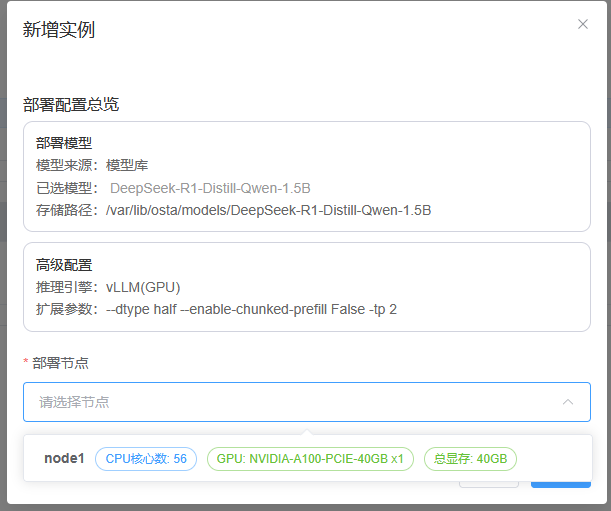 新增实例
部署配置总览
部署模型
模型来源：模型库
已选模型： DeepSeek-R1-Distill-Qwen-1.5B
存储路径：/var/lib/osta/models/DeepSeek-R1-Distill-Qwen-1.5B
高级配置
推理引擎：vLLM(GPU)
扩展参数：--dtype half --enable-chunked-prefill False -tp 2
* 部署节点
请选择节点
node1 CPU核心数: 56 GPU: NVIDIA-A100-PCIE-40GB x1 总显存: 40GB